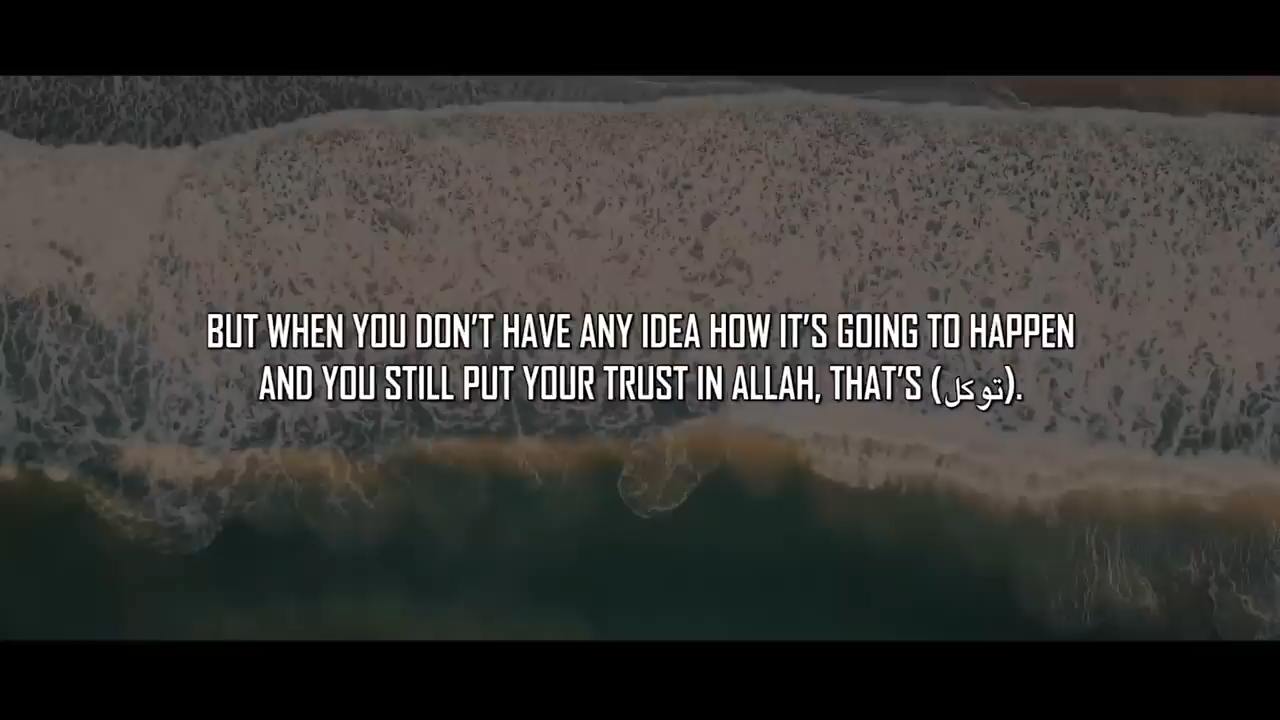 BUT WHEN YOU DON'T HAVE ANY IDEA HOW IT'S GOING TO HAPPEN
AND YOU STILL PUT YOUR TRUST IN ALLAH, THAT'S (توكل).